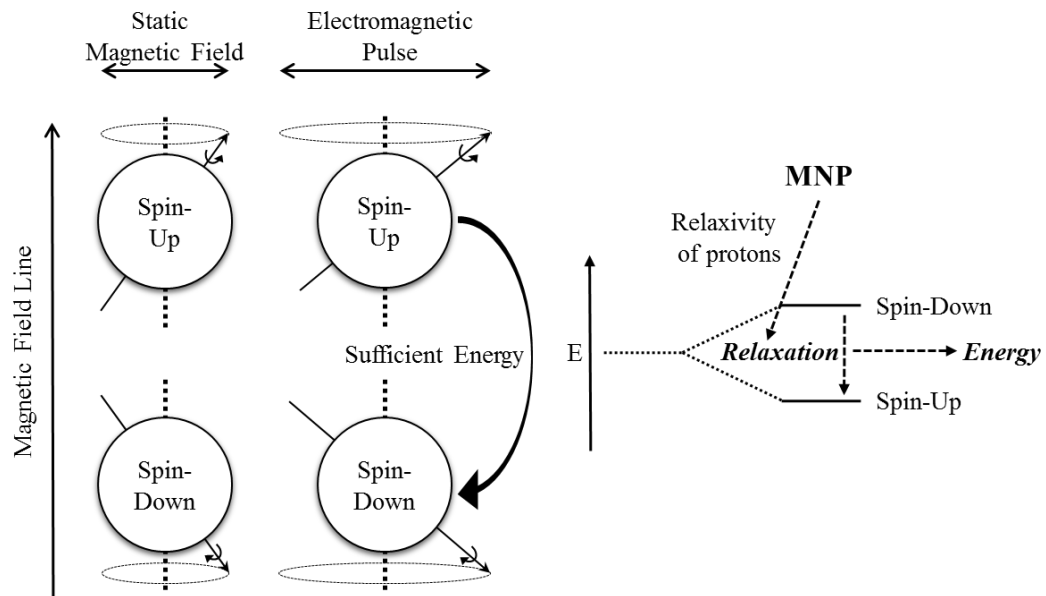 Static
Magnetic Field
Electromagnetic
Pulse
Magnetic Field Line
Spin-
Up
Spin-
Up
Sufficient Energy
Spin-
Down
Spin-
Down
MNP
Relaxivity
of protons
E
Spin-Down
Relaxation
Energy
Spin-Up